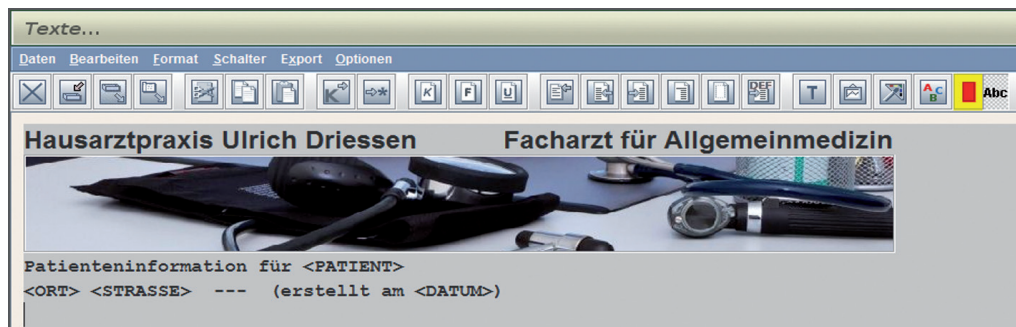 Texte...
Daten Bearbeiten Format Schalter Export Optionen
K * K F U DEF T A C B Abc
Hausarztpraxis Ulrich Driessen Facharzt für Allgemeinmedizin
Patienteninformation für <PATIENT>
<ORT> <STRASSE> --- (erstellt am <DATUM>)